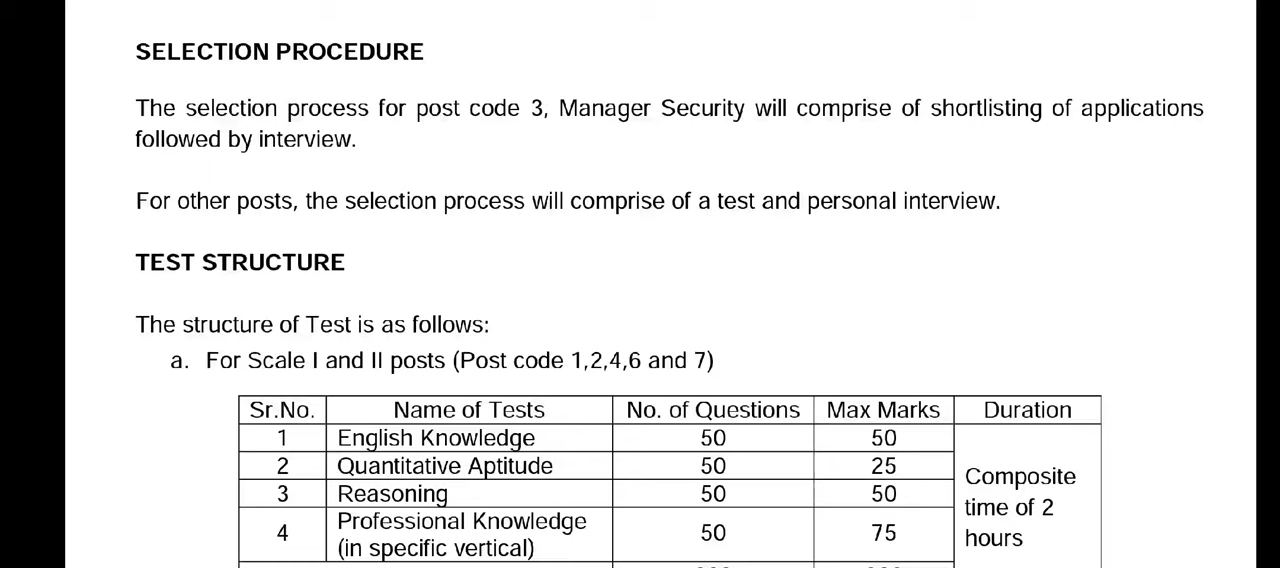 SELECTION PROCEDURE
The selection process for post code 3, Manager Security will comprise of shortlisting of applications
followed by interview.
For other posts, the selection process will comprise of a test and personal interview.
TEST STRUCTURE
The structure of Test is as follows:
a. For Scale I and II posts (Post code 1,2,4,6 and 7)
Sr.No. Name of Tests No. of Questions Max Marks Duration
1 English Knowledge 50 50
2 Quantitative Aptitude 50 25
3 Reasoning 50 50
4 Professional Knowledge
(in specific vertical) 50 75
Composite
time of 2
hours